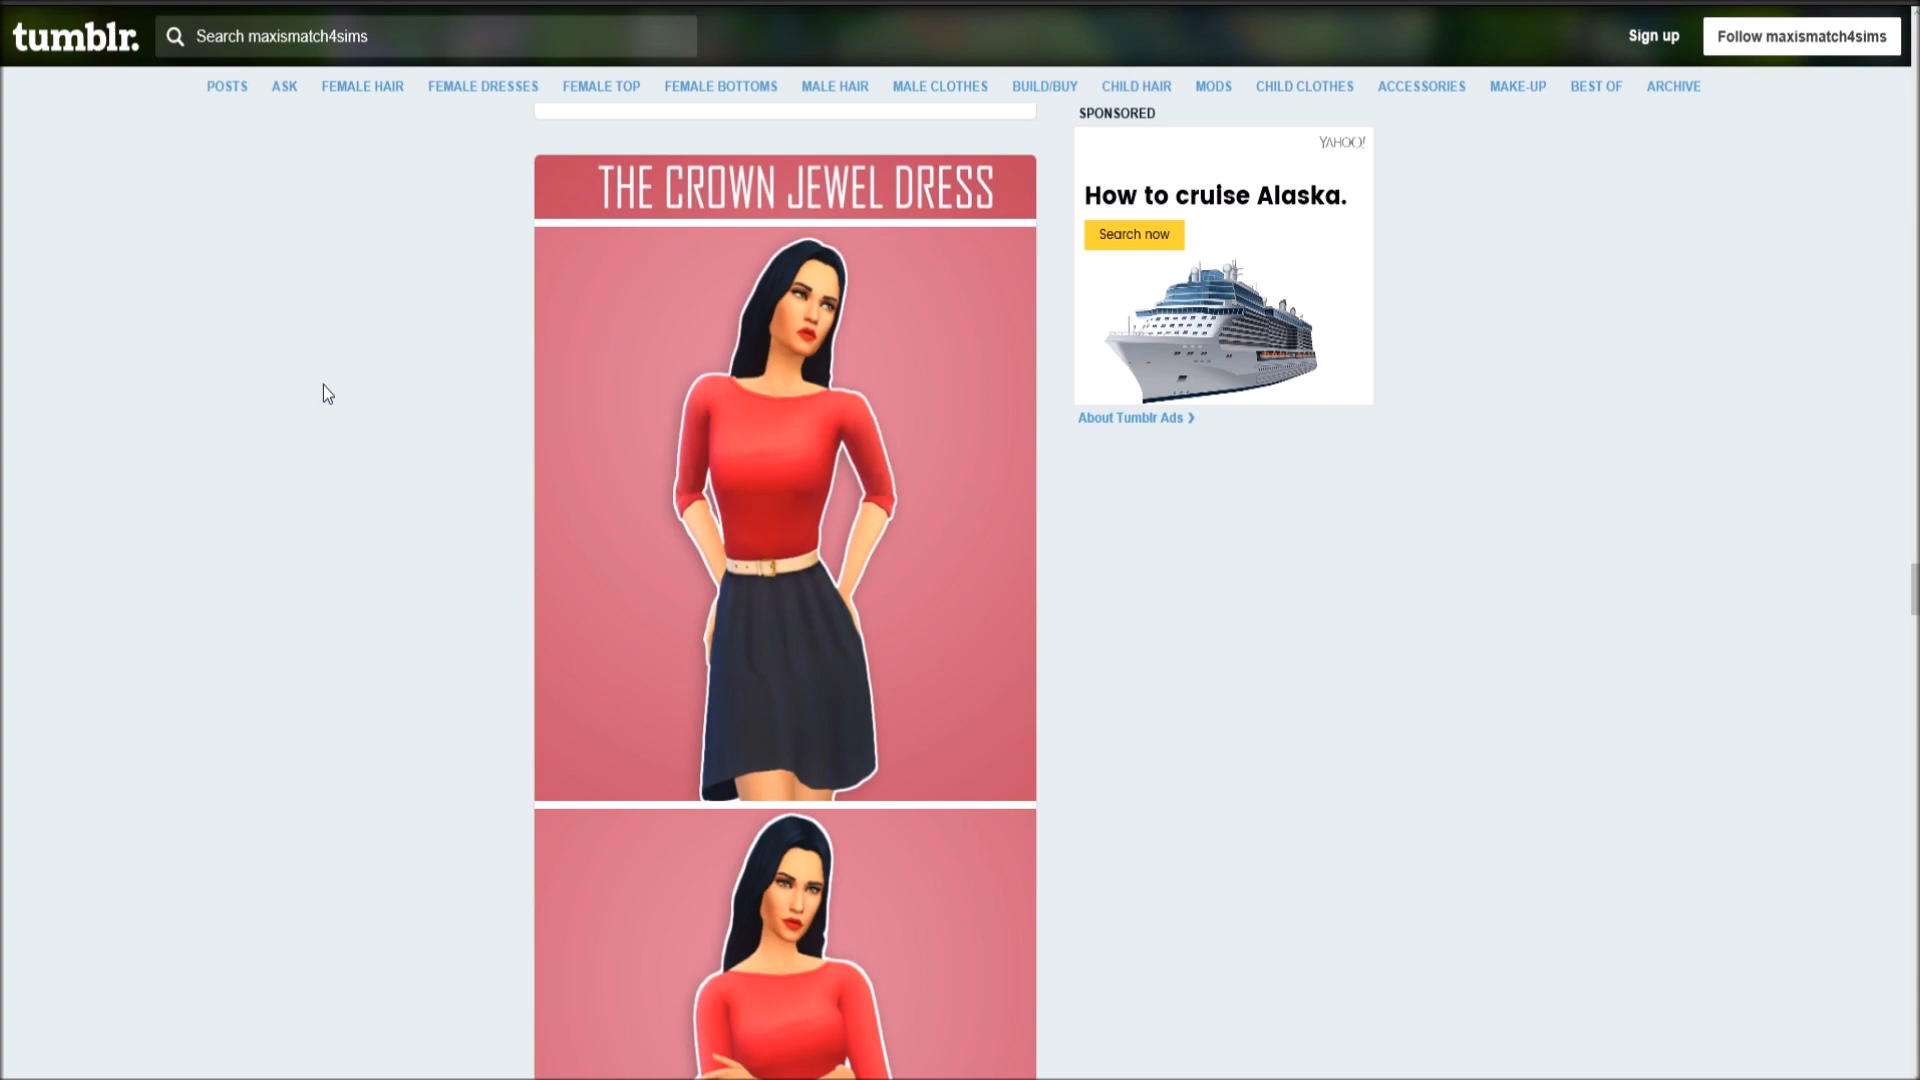 tumblr.
Search maxismatch4sims
Sign up
Follow maxismatch4sims
POSTS ASK FEMALE HAIR FEMALE DRESSES FEMALE TOP FEMALE BOTTOMS MALE HAIR MALE CLOTHES BUILD/BUY CHILD HAIR MODS CHILD CLOTHES ACCESSORIES MAKE-UP BEST OF ARCHIVE
THE CROWN JEWEL DRESS
SPONSORED
YAHOO!
How to cruise Alaska.
Search now
About Tumblr Ads ❯